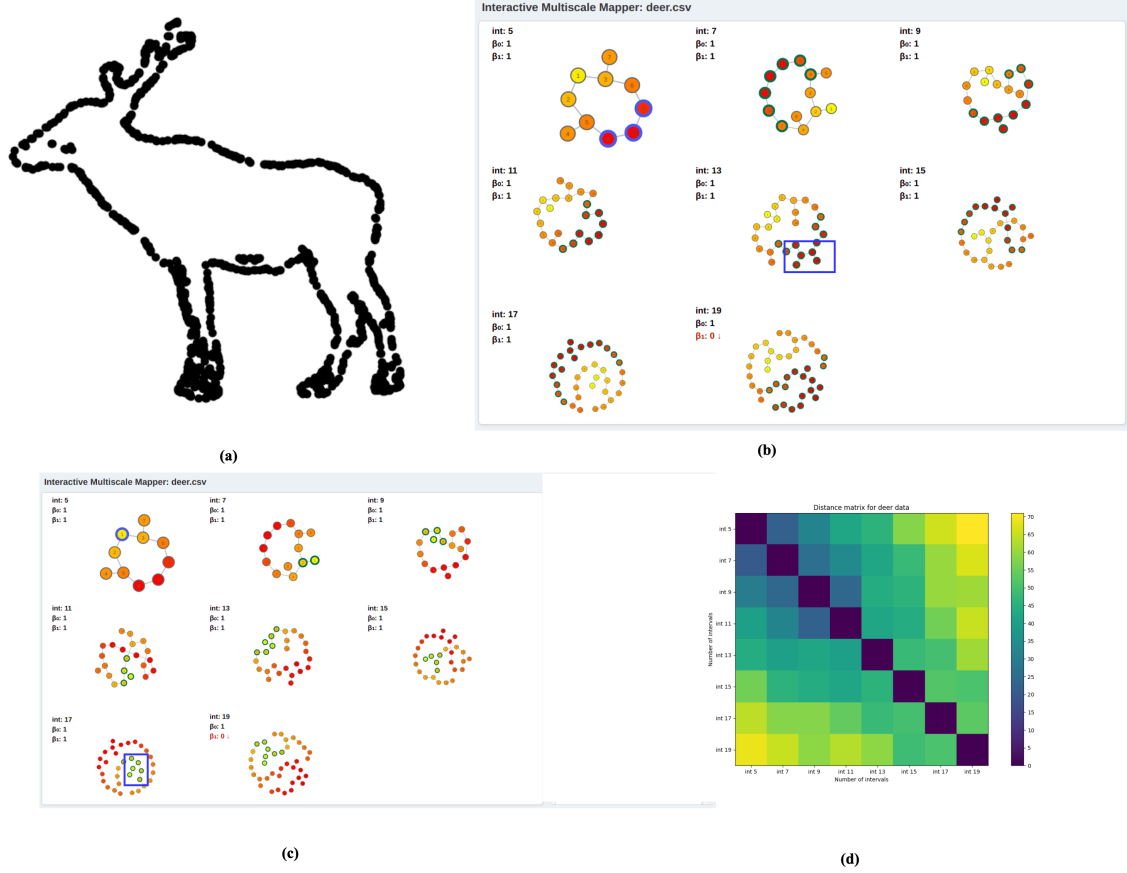 Interactive Multiscale Mapper: deer.csv
int: 5
β₀: 1
β₁: 1
int: 7
β₀: 1
β₁: 1
int: 9
β₀: 1
β₁: 1
int: 11
β₀: 1
β₁: 1
int: 13
β₀: 1
β₁: 1
int: 15
β₀: 1
β₁: 1
int: 17
β₀: 1
β₁: 1
int: 19
β₀: 1
β₁: 0 ↓
(a)
(b)
Interactive Multiscale Mapper: deer.csv
int: 5
β₀: 1
β₁: 1
int: 7
β₀: 1
β₁: 1
int: 9
β₀: 1
β₁: 1
int: 11
β₀: 1
β₁: 1
int: 13
β₀: 1
β₁: 1
int: 15
β₀: 1
β₁: 1
int: 17
β₀: 1
β₁: 1
int: 19
β₀: 1
β₁: 0 ↓
(c)
Distance matrix for deer data
Number of intervals
int 5
int 7
int 9
int 11
int 13
int 15
int 17
int 19
int 5 int 7 int 9 int 11 int 13 int 15 int 17 int 19
Number of intervals
70
65
60
55
50
45
40
35
30
25
20
15
10
5
0
(d)